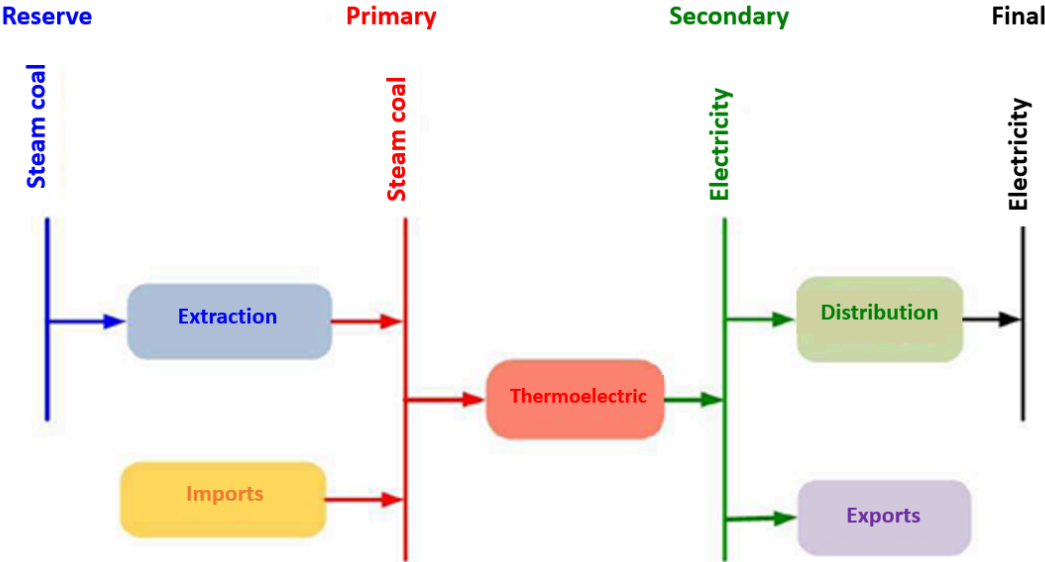 Reserve
Primary
Secondary
Final
Steam coal
Steam coal
Electricity
Electricity
Extraction
Distribution
Thermoelectric
Imports
Exports